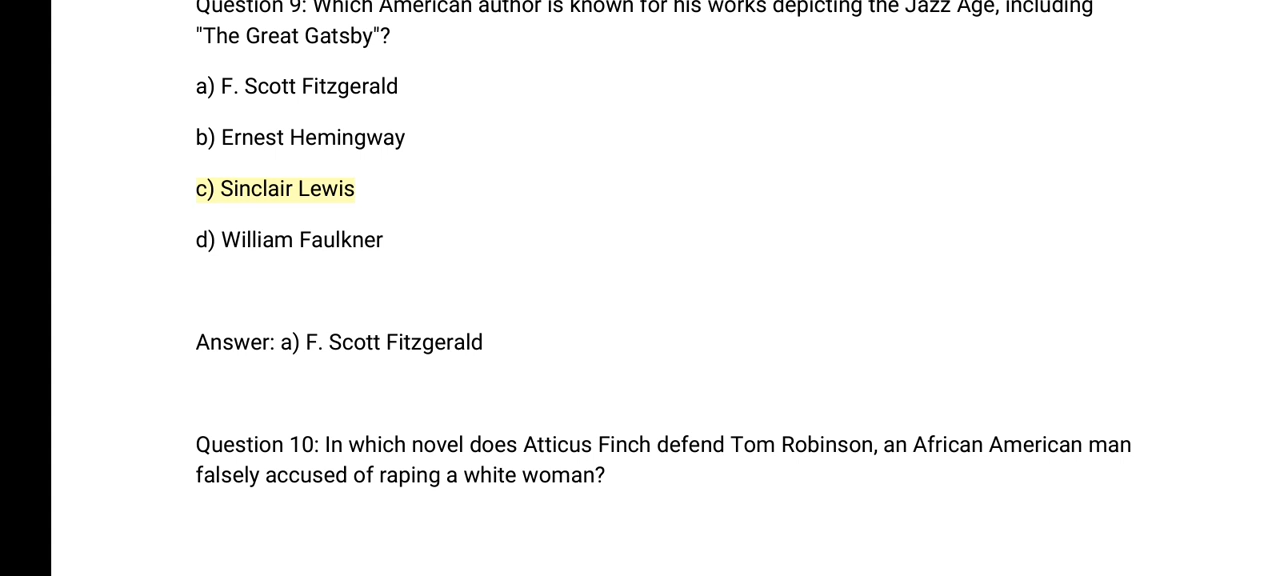 Question 9: Which American author is known for his works depicting the Jazz Age, including
"The Great Gatsby"?
a) F. Scott Fitzgerald
b) Ernest Hemingway
c) Sinclair Lewis
d) William Faulkner
Answer: a) F. Scott Fitzgerald
Question 10: In which novel does Atticus Finch defend Tom Robinson, an African American man
falsely accused of raping a white woman?